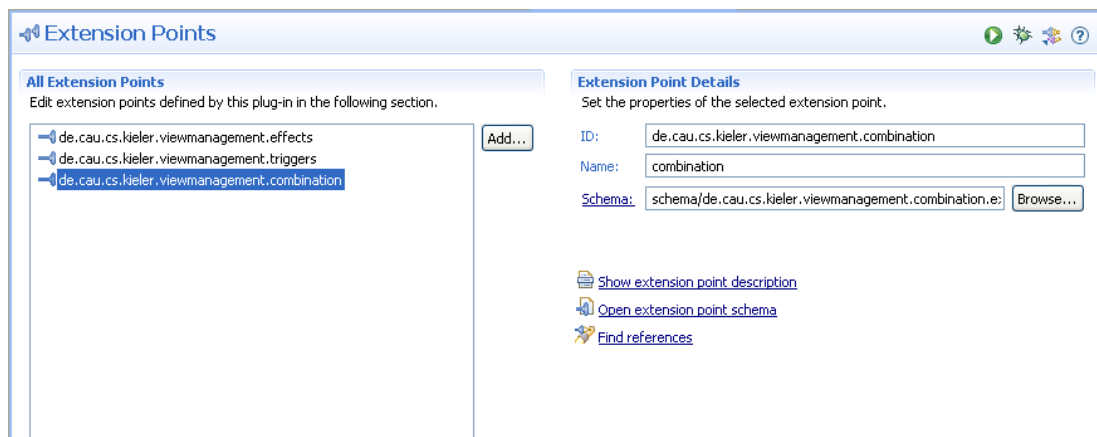 Extension Points
All Extension Points
Edit extension points defined by this plug-in in the following section.
de.cau.cs.kieler.viewmanagement.effects
de.cau.cs.kieler.viewmanagement.triggers
de.cau.cs.kieler.viewmanagement.combination
Add...
Extension Point Details
Set the properties of the selected extension point.
ID: de.cau.cs.kieler.viewmanagement.combination
Name: combination
Schema: schema/de.cau.cs.kieler.viewmanagement.combination.ex Browse...
Show extension point description
Open extension point schema
Find references